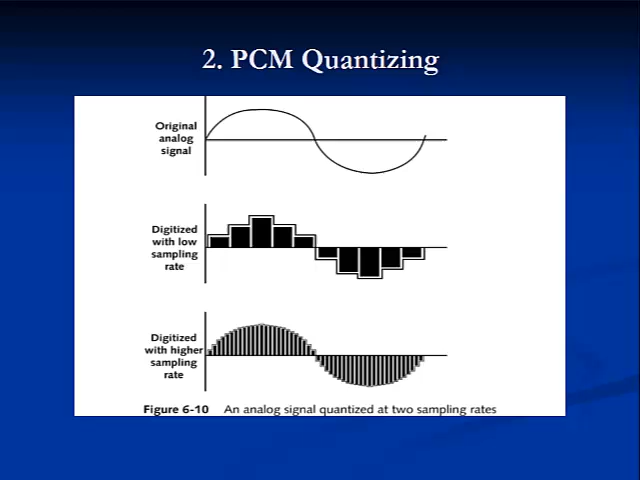 2. PCM Quantizing
Original
analog
signal
Digitized
with low
sampling
rate
Digitized
with higher
sampling
rate
Figure 6-10 An analog signal quantized at two sampling rates